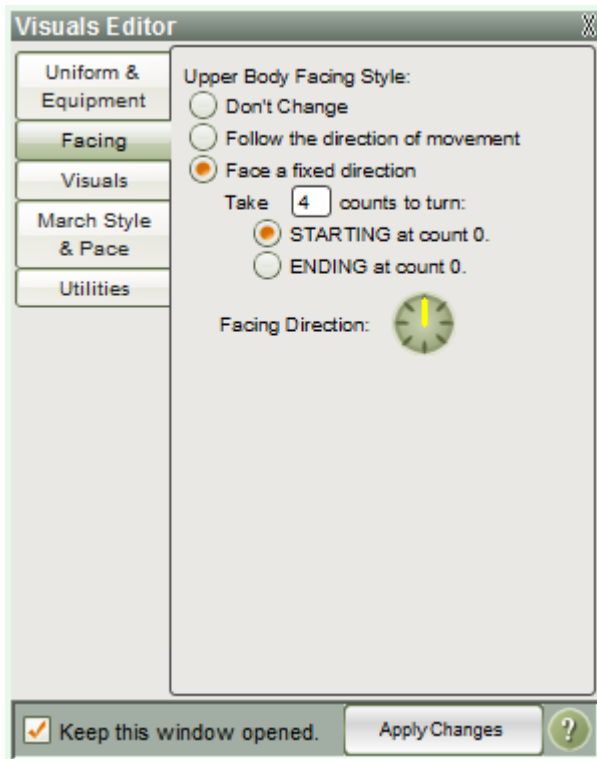 Visuals Editor
X
Uniform &
Equipment
Facing
Visuals
March Style
& Pace
Utilities
Upper Body Facing Style:
Don't Change
Follow the direction of movement
Face a fixed direction
Take 4 counts to turn:
STARTING at count 0.
ENDING at count 0.
Facing Direction:
Keep this window opened.
Apply Changes
?